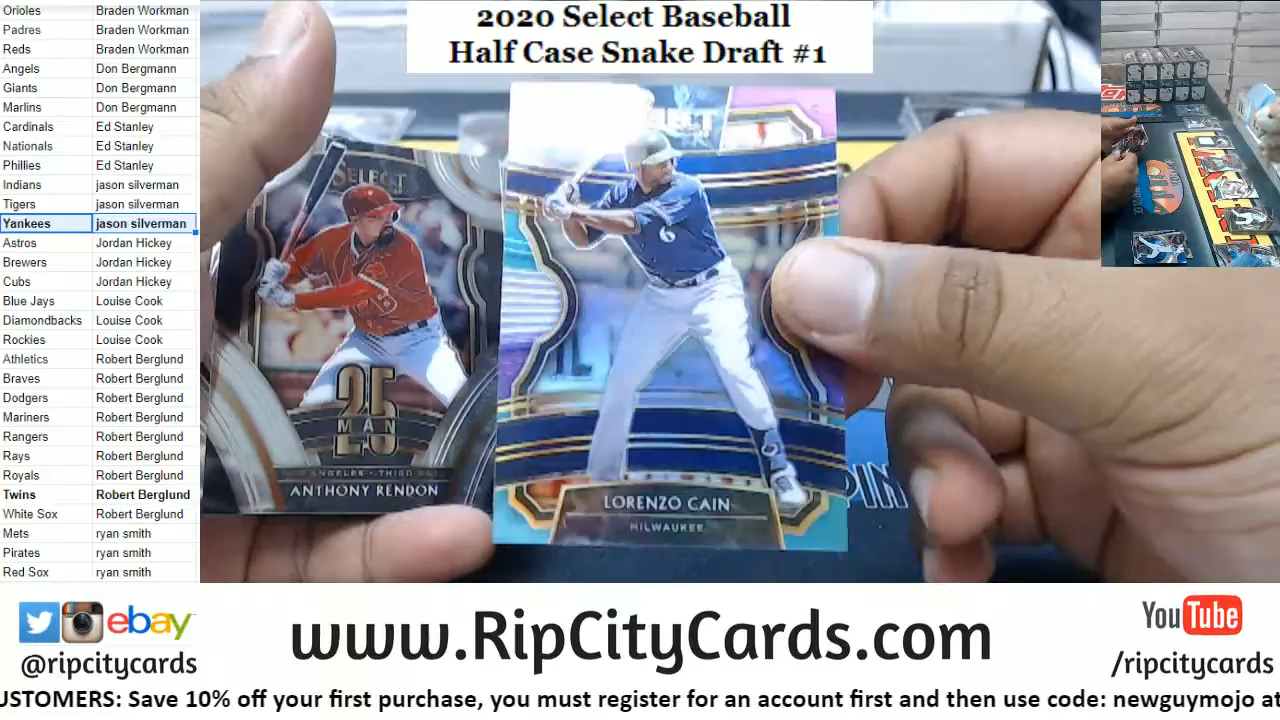 Orioles Braden Workman
Padres Braden Workman
Reds Braden Workman
Angels Don Bergmann
Giants Don Bergmann
Marlins Don Bergmann
Cardinals Ed Stanley
Nationals Ed Stanley
Phillies Ed Stanley
Indians jason silverman
Tigers jason silverman
Yankees jason silverman
Astros Jordan Hickey
Brewers Jordan Hickey
Cubs Jordan Hickey
Blue Jays Louise Cook
Diamondbacks Louise Cook
Rockies Louise Cook
Athletics Robert Berglund
Braves Robert Berglund
Dodgers Robert Berglund
Mariners Robert Berglund
Rangers Robert Berglund
Rays Robert Berglund
Royals Robert Berglund
Twins Robert Berglund
White Sox Robert Berglund
Mets ryan smith
Pirates ryan smith
Red Sox ryan smith
2020 Select Baseball
Half Case Snake Draft #1
SELECT
25
MAN
ANTHONY RENDON
6
LORENZO CAIN
MILWAUKEE
ebay
@ripcitycards
www.RipCityCards.com
YouTube
/ripcitycards
USTOMERS: Save 10% off your first purchase, you must register for an account first and then use code: newguymojo at